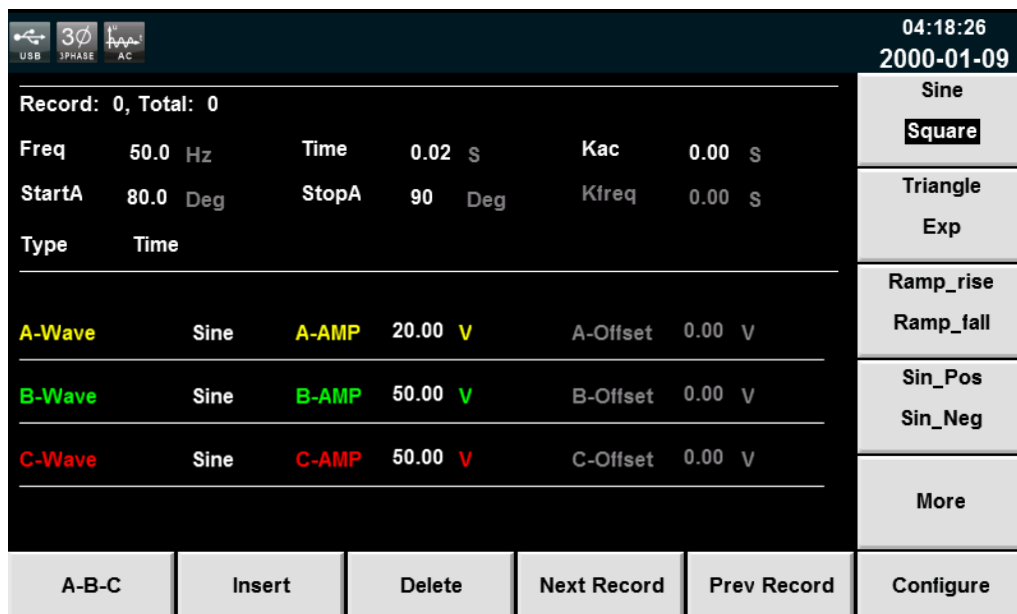 USB 3Ø 3PHASE u t AC 04:18:26
2000-01-09
Record: 0, Total: 0
Freq 50.0 Hz Time 0.02 S Kac 0.00 S
StartA 80.0 Deg StopA 90 Deg Kfreq 0.00 S
Type Time
A-Wave Sine A-AMP 20.00 V A-Offset 0.00 V
B-Wave Sine B-AMP 50.00 V B-Offset 0.00 V
C-Wave Sine C-AMP 50.00 V C-Offset 0.00 V
Sine
Square
Triangle
Exp
Ramp_rise
Ramp_fall
Sin_Pos
Sin_Neg
More
A-B-C Insert Delete Next Record Prev Record Configure